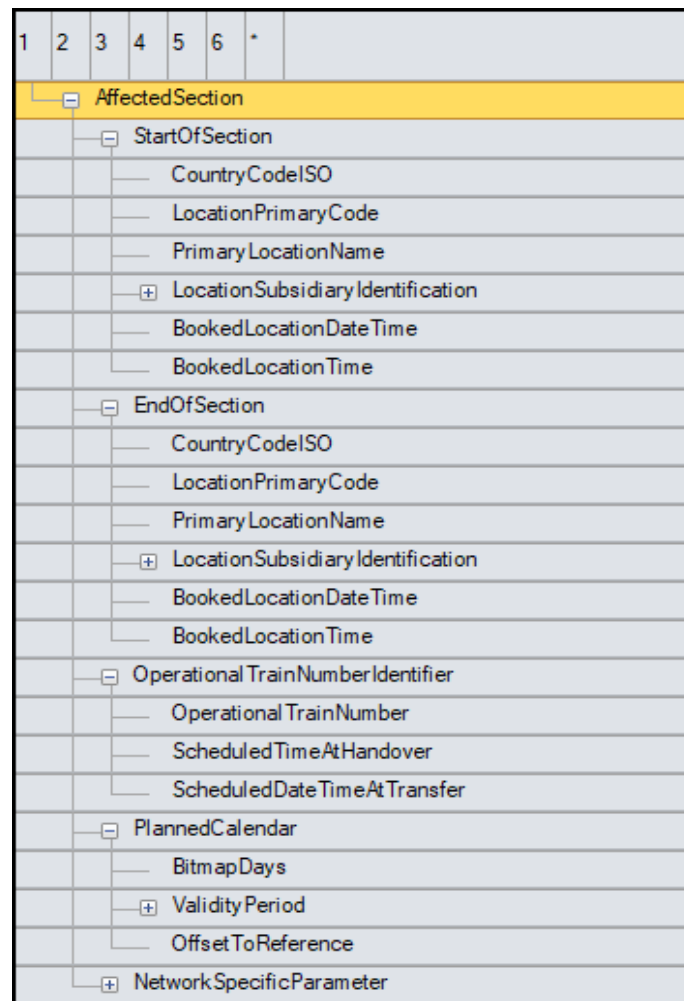 1 2 3 4 5 6 *
AffectedSection
StartOfSection
CountryCodeISO
LocationPrimaryCode
PrimaryLocationName
LocationSubsidiaryIdentification
BookedLocationDateTime
BookedLocationTime
EndOfSection
CountryCodeISO
LocationPrimaryCode
PrimaryLocationName
LocationSubsidiaryIdentification
BookedLocationDateTime
BookedLocationTime
OperationalTrainNumberIdentifier
OperationalTrainNumber
ScheduledTimeAtHandover
ScheduledDateTimeAtTransfer
PlannedCalendar
BitmapDays
ValidityPeriod
OffsetToReference
NetworkSpecificParameter